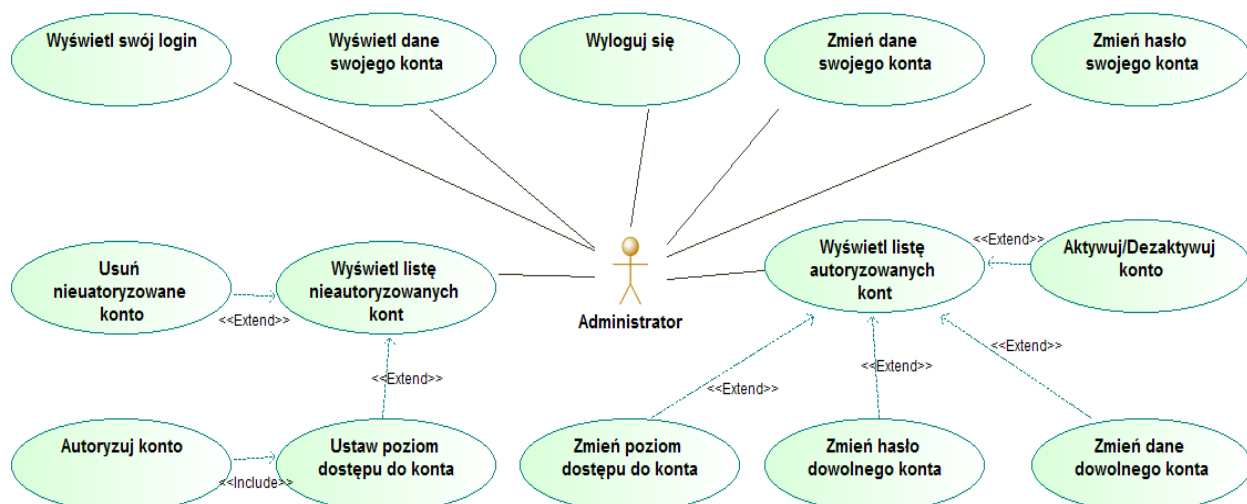 Wyświetl swój login
Wyświetl dane
swojego konta
Wyloguj się
Zmień dane
swojego konta
Zmień hasło
swojego konta
Usuń
nieuatoryzowane
konto
<<Extend>>
Wyświetl listę
nieautoryzowanych
kont
Administrator
Wyświetl listę
autoryzowanych
kont
<<Extend>>
Aktywuj/Dezaktywuj
konto
<<Extend>>
<<Extend>>
<<Extend>>
<<Extend>>
Autoryzuj konto
<<Include>>
Ustaw poziom
dostępu do konta
Zmień poziom
dostępu do konta
Zmień hasło
dowolnego konta
Zmień dane
dowolnego konta